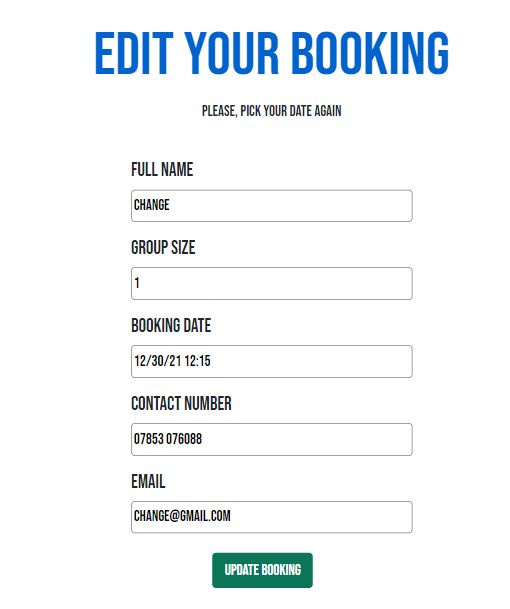 EDIT YOUR BOOKING
PLEASE, PICK YOUR DATE AGAIN
FULL NAME
CHANGE
GROUP SIZE
1
BOOKING DATE
12/30/21 12:15
CONTACT NUMBER
07853 076088
EMAIL
CHANGE@GMAIL.COM
UPDATE BOOKING